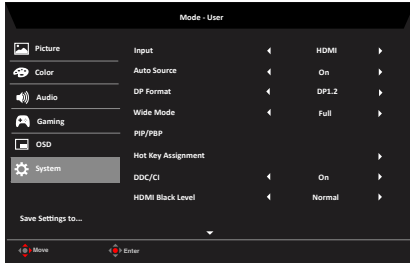 Mode - User
Picture
Color
Audio
Gaming
OSD
System
Save Settings to...
Input HDMI
Auto Source On
DP Format DP1.2
Wide Mode Full
PIP/PBP
Hot Key Assignment
DDC/CI On
HDMI Black Level Normal
Move Enter